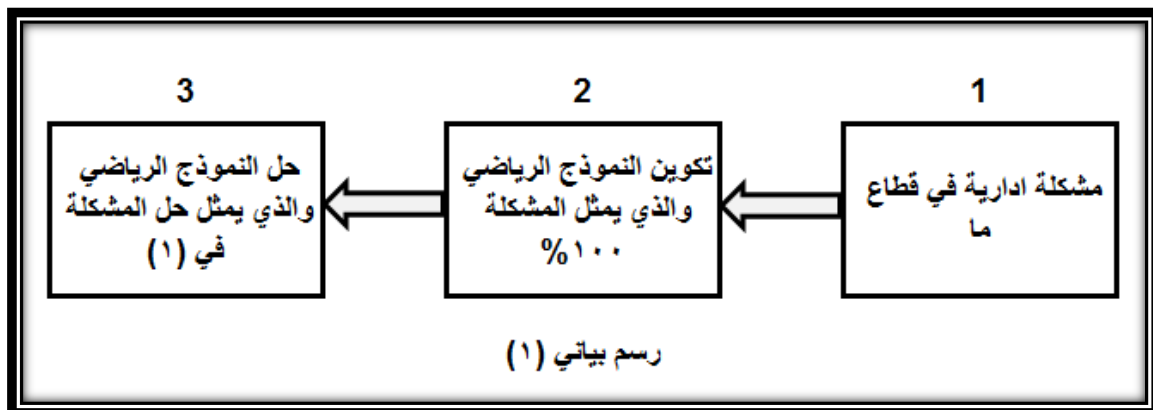 1
مشكلة ادارية في قطاع
ما
2
تكوين النموذج الرياضي
والذي يمثل المشكلة
١٠٠%
3
حل النموذج الرياضي
والذي يمثل حل المشكلة
في (١)
رسم بياني (١)